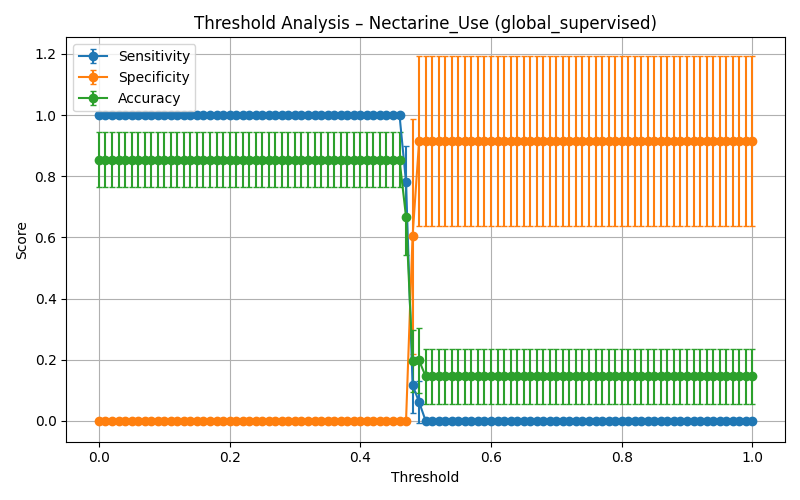 Threshold Analysis – Nectarine_Use (global_supervised)
Sensitivity
Specificity
Accuracy
Score
1.2
1.0
0.8
0.6
0.4
0.2
0.0
0.0 0.2 0.4 0.6 0.8 1.0
Threshold